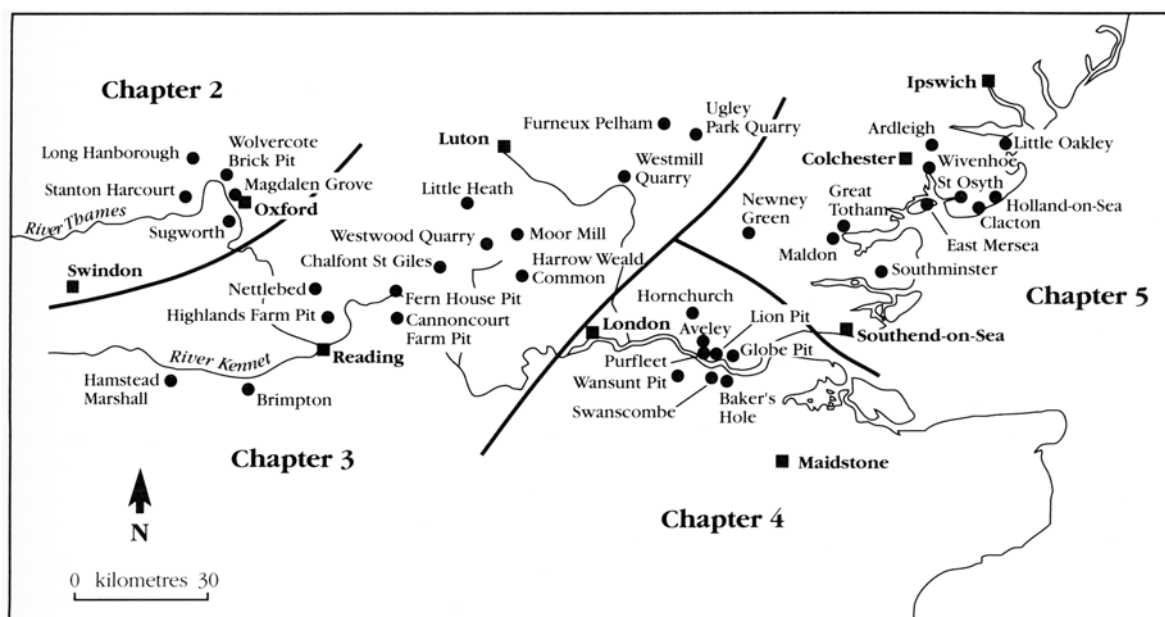 Chapter 2
Long Hanborough
Wolvercote
Brick Pit
Stanton Harcourt
Magdalen Grove
Oxford
River Thames
Sugworth
Swindon
Luton
Furneux Pelham
Ugley
Park Quarry
Westmill
Quarry
Little Heath
Westwood Quarry
Moor Mill
Chalfont St Giles
Harrow Weald
Common
Nettlebed
Fern House Pit
Highlands Farm Pit
Cannoncourt
Farm Pit
Reading
River Kennet
Hamstead
Marshall
Brimpton
Chapter 3
Ipswich
Ardleigh
Little Oakley
Colchester
Wivenhoe
St Osyth
Holland-on-Sea
Clacton
East Mersea
Newney
Green
Great
Totham
Maldon
Southminster
Chapter 5
Hornchurch
London
Aveley
Lion Pit
Southend-on-Sea
Purfleet
Globe Pit
Wansunt Pit
Swanscombe
Baker's
Hole
Maidstone
Chapter 4
N
0 kilometres 30